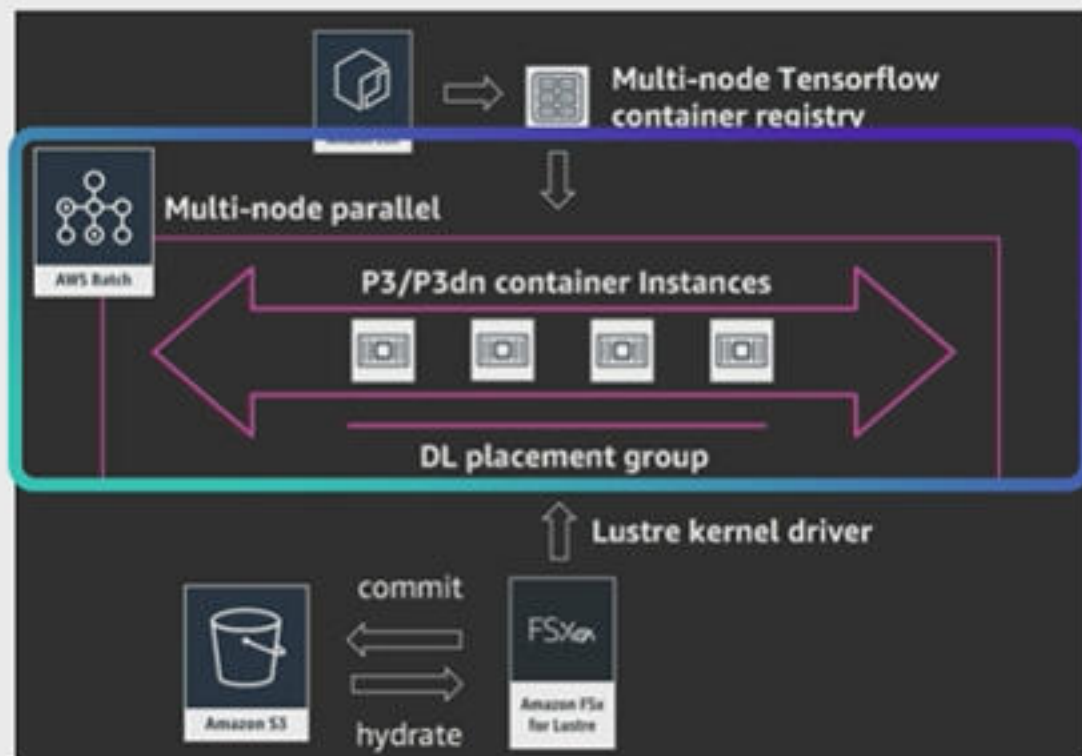 Multi-node Tensorflow
container registry
Multi-node parallel
AWS Batch
P3/P3dn container Instances
DL placement group
Lustre kernel driver
commit
FSx
Amazon S3
Amazon FSx
for Lustre
hydrate